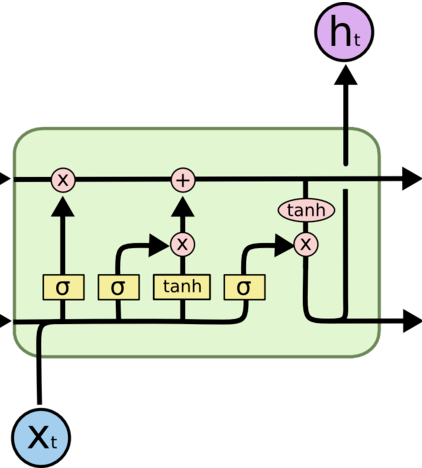 ht
x +
tanh
x x
σ σ tanh σ
Xt